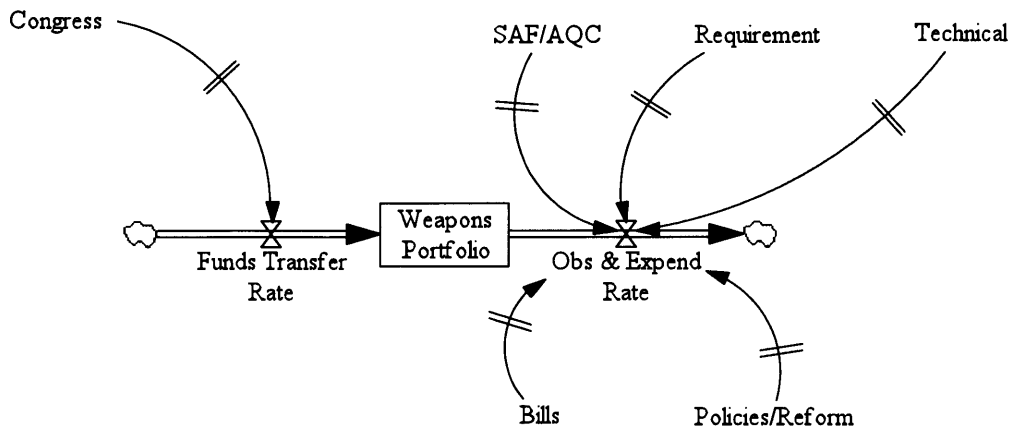 Congress
SAF/AQC
Requirement
Technical
Weapons
Portfolio
Funds Transfer
Rate
Obs & Expend
Rate
Bills
Policies/Reform